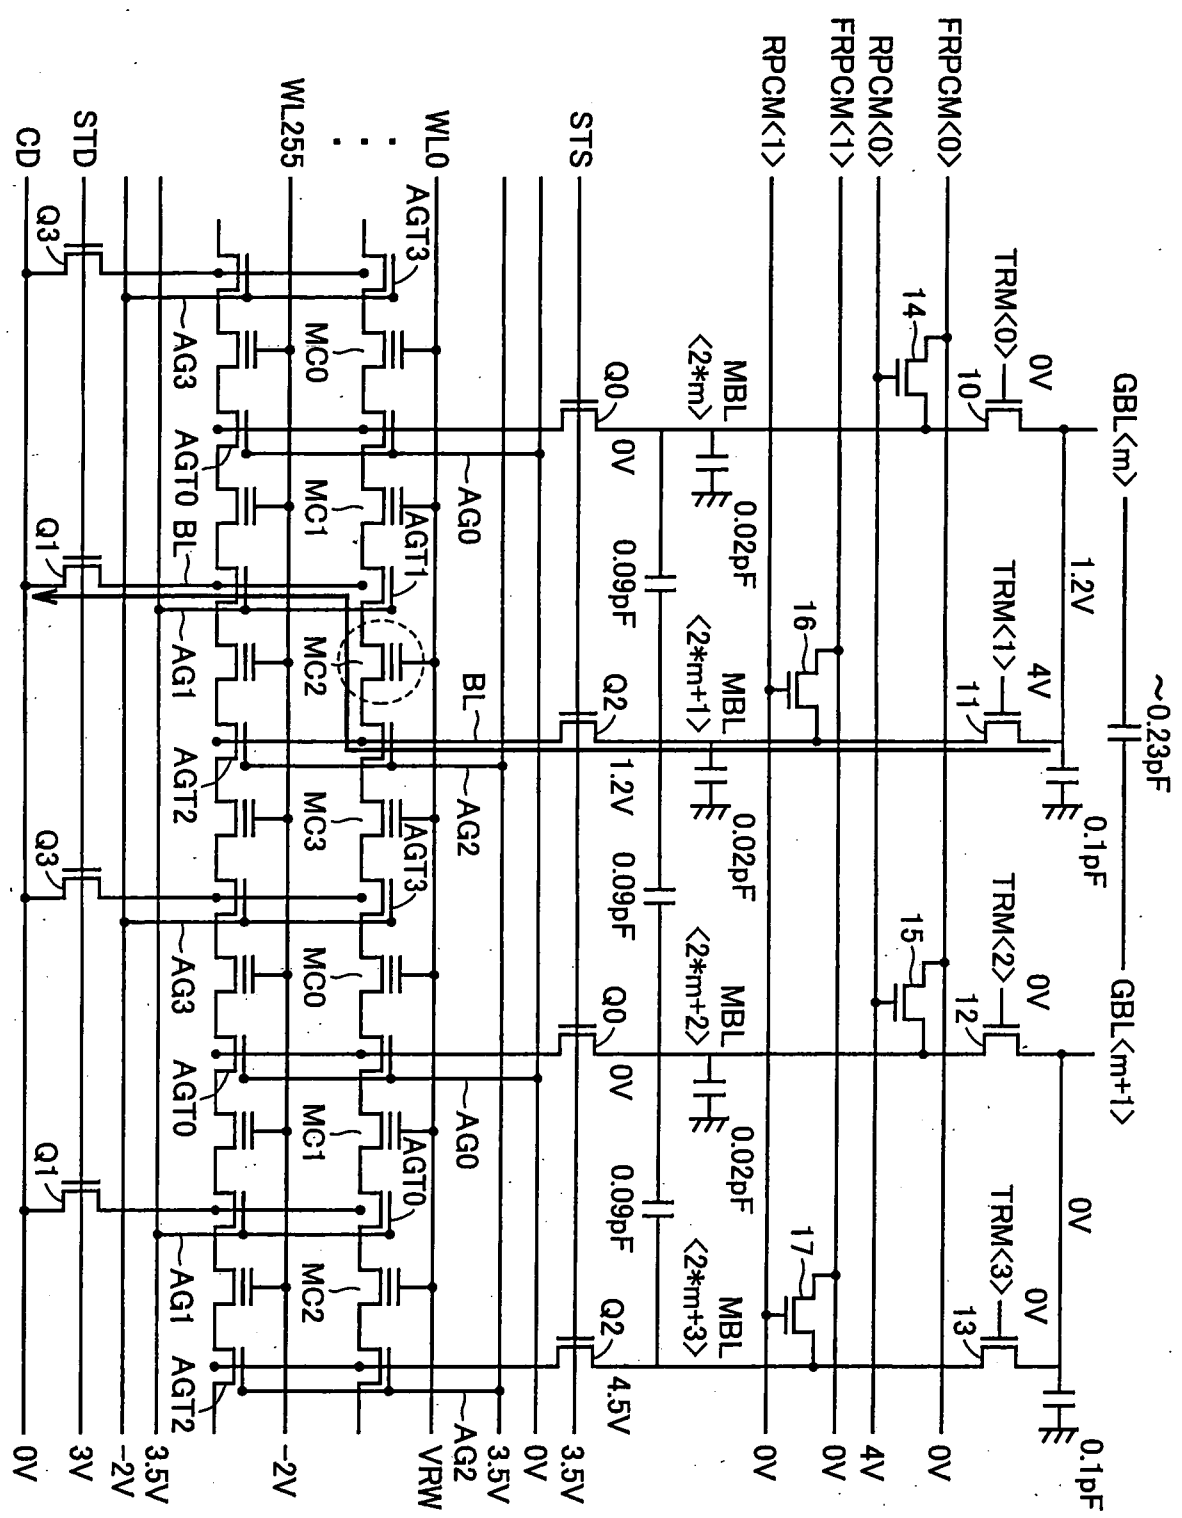 GBL<m>
~0.23pF
GBL<m+1>
1.2V
0.1pF
0V
0.1pF
0V
TRM<0>
10
4V
TRM<1>
11
0V
TRM<2>
12
0V
TRM<3>
13
FRPCM<0>
0V
RPCM<0>
4V
FRPCM<1>
0V
RPCM<1>
0V
14
16
15
17
MBL
<2*m>
MBL
<2*m+1>
MBL
<2*m+2>
MBL
<2*m+3>
0.02pF
0.02pF
0.02pF
0.09pF
0.09pF
0.09pF
Q0
0V
Q2
1.2V
Q0
0V
Q2
4.5V
STS
3.5V
0V
3.5V
AG0
BL
AG2
AG0
AG2
WL0
VRW
AGT3
AGT1
AGT3
AGT0
MC0
MC1
MC2
MC3
MC0
MC1
MC2
WL255
-2V
AG3
AGT0
BL
AG1
AGT2
AG3
AGT0
AG1
AGT2
3.5V
-2V
STD
3V
Q3
Q1
Q3
Q1
CD
0V